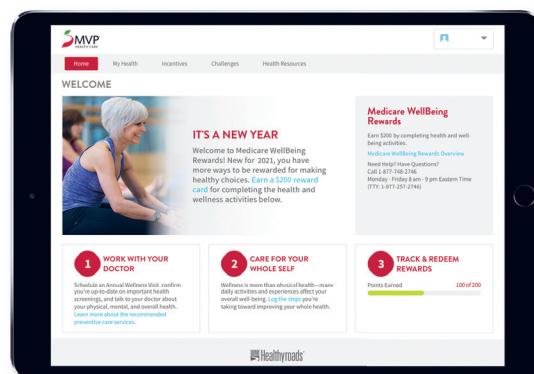 MVP
HEALTH CARE
Home
My Health
Incentives
Challenges
Health Resources
WELCOME
IT'S A NEW YEAR
Welcome to Medicare WellBeing
Rewards! New for 2021, you have
more ways to be rewarded for making
healthy choices. Earn a $200 reward
card for completing the health and
wellness activities below.
Medicare WellBeing
Rewards
Earn $200 by completing health and well-
being activities.
Medicare WellBeing Rewards Overview
Need Help? Have Questions?
Call 1-877-748-2746
Monday - Friday 8 am - 9 pm Eastern Time
(TTY: 1-877-257-2746)
1
WORK WITH YOUR
DOCTOR
Schedule an Annual Wellness Visit, confirm
you're up-to-date on important health
screenings, and talk to your doctor about
your physical, mental, and overall health.
Learn more about the recommended
preventive care services.
2
CARE FOR YOUR
WHOLE SELF
Wellness is more than physical health—many
daily activities and experiences affect your
overall well-being. Log the steps you're
taking toward improving your whole health.
3
TRACK & REDEEM
REWARDS
Points Earned
100 of 200
Healthyroads